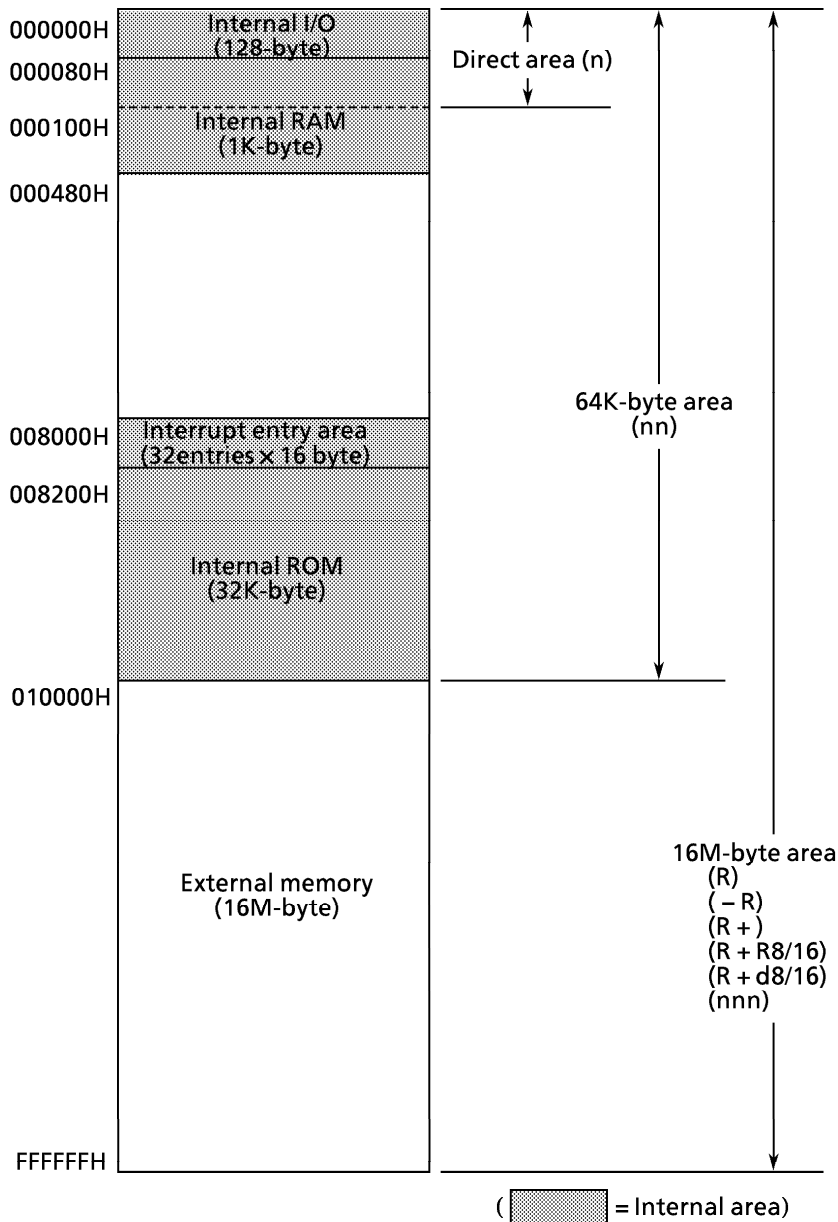 000000H
Internal I/O
(128-byte)
000080H
Direct area (n)
000100H
Internal RAM
(1K-byte)
000480H
64K-byte area
(nn)
008000H
Interrupt entry area
(32entries × 16 byte)
008200H
Internal ROM
(32K-byte)
010000H
16M-byte area
(R)
( – R)
(R + )
(R + R8/16)
(R + d8/16)
(nnn)
External memory
(16M-byte)
FFFFFFH
( = Internal area)